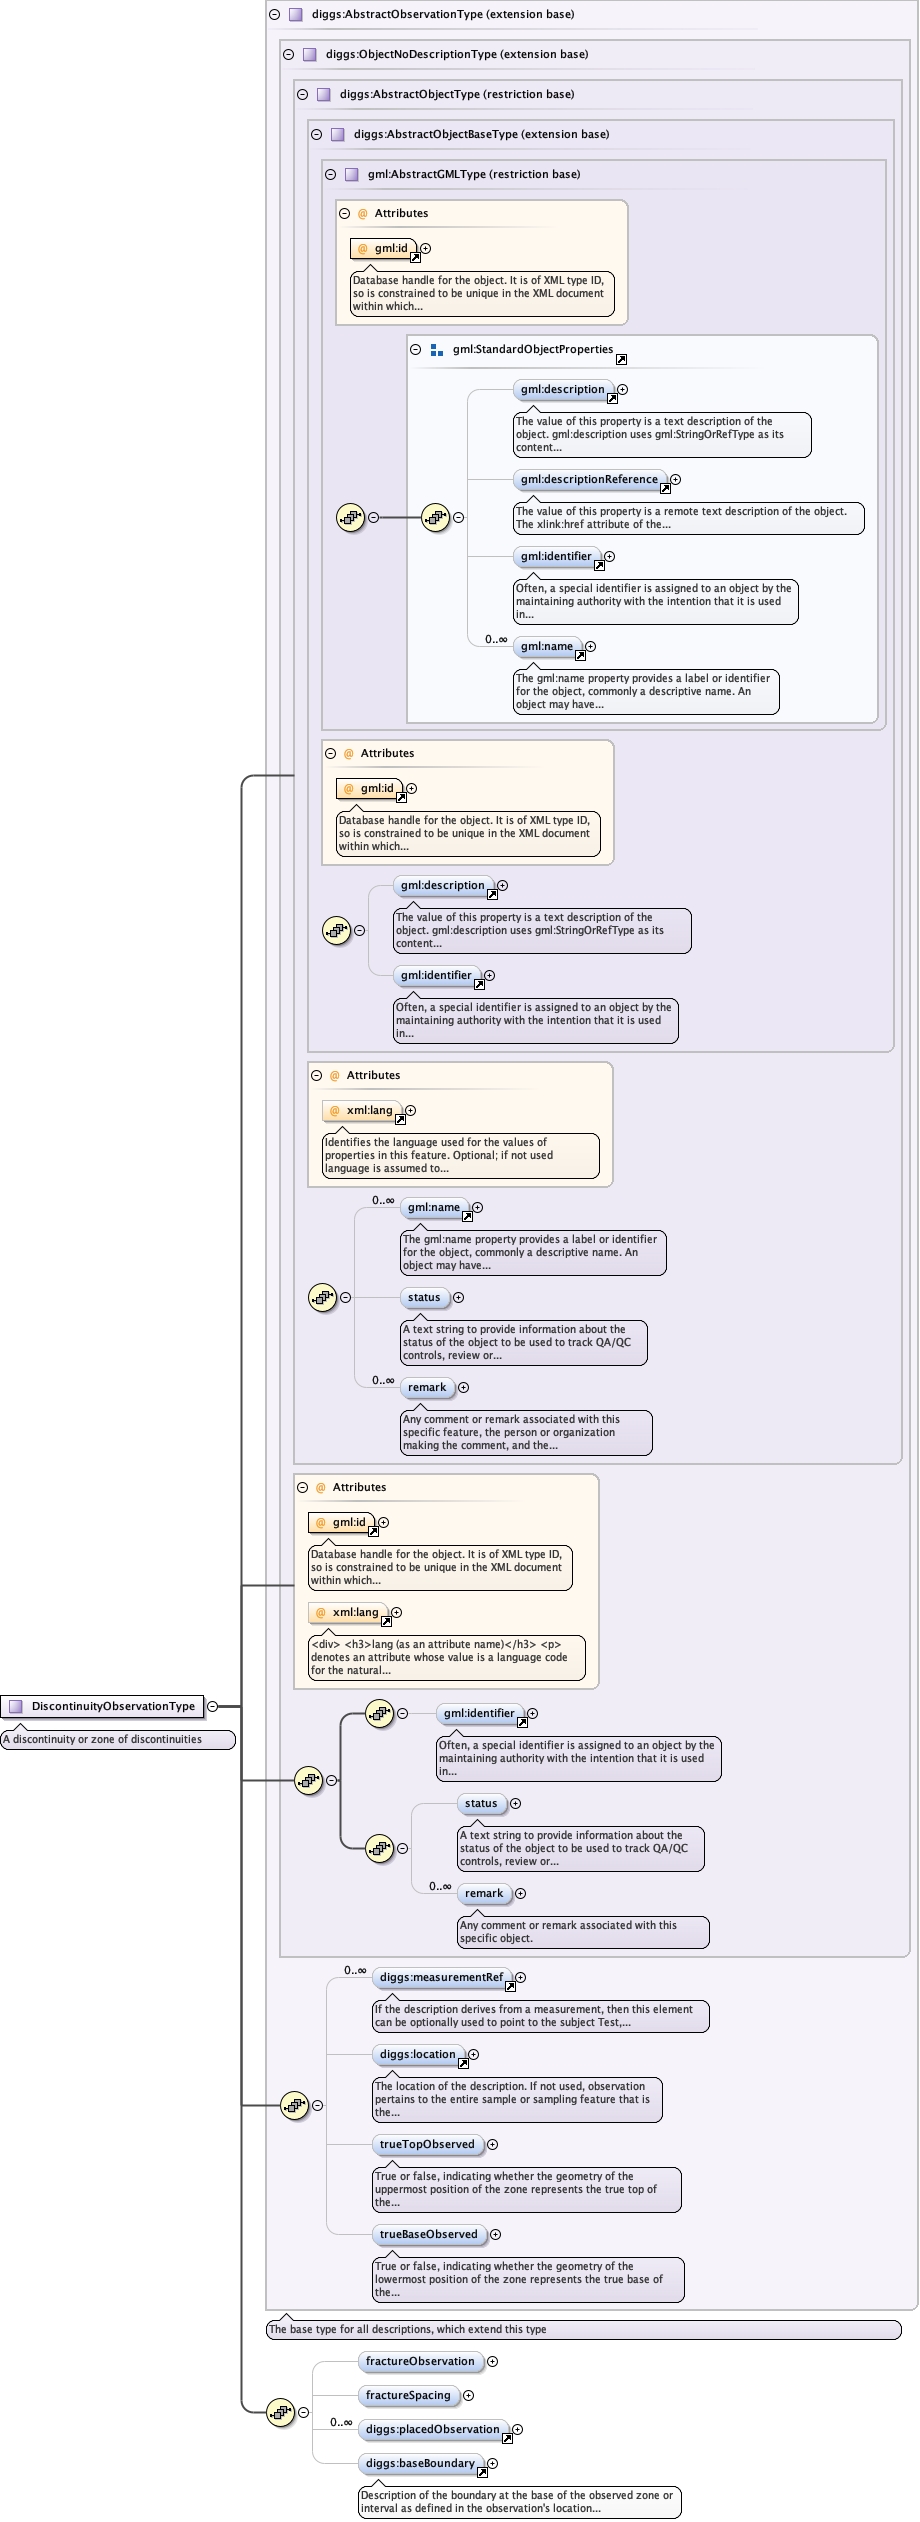 diggs:AbstractObservationType (extension base)
diggs:ObjectNoDescriptionType (extension base)
diggs:AbstractObjectType (restriction base)
diggs:AbstractObjectBaseType (extension base)
gml:AbstractGMLType (restriction base)
@ Attributes
@ gml:id
Database handle for the object. It is of XML type ID,
so is constrained to be unique in the XML document
within which...
gml:StandardObjectProperties
gml:description
The value of this property is a text description of the
object. gml:description uses gml:StringOrRefType as its
content...
gml:descriptionReference
The value of this property is a remote text description of the object.
The xlink:href attribute of the...
gml:identifier
Often, a special identifier is assigned to an object by the
maintaining authority with the intention that it is used
in...
0..∞ gml:name
The gml:name property provides a label or identifier
for the object, commonly a descriptive name. An
object may have...
@ Attributes
@ gml:id
Database handle for the object. It is of XML type ID,
so is constrained to be unique in the XML document
within which...
gml:description
The value of this property is a text description of the
object. gml:description uses gml:StringOrRefType as its
content...
gml:identifier
Often, a special identifier is assigned to an object by the
maintaining authority with the intention that it is used
in...
@ Attributes
@ xml:lang
Identifies the language used for the values of
properties in this feature. Optional; if not used
language is assumed to...
0..∞ gml:name
The gml:name property provides a label or identifier
for the object, commonly a descriptive name. An
object may have...
status
A text string to provide information about the
status of the object to be used to track QA/QC
controls, review or...
0..∞ remark
Any comment or remark associated with this
specific feature, the person or organization
making the comment, and the...
@ Attributes
@ gml:id
Database handle for the object. It is of XML type ID,
so is constrained to be unique in the XML document
within which...
@ xml:lang
<div> <h3>lang (as an attribute name)</h3> <p>
denotes an attribute whose value is a language code
for the natural...
DiscontinuityObservationType
A discontinuity or zone of discontinuities
gml:identifier
Often, a special identifier is assigned to an object by the
maintaining authority with the intention that it is used
in...
status
A text string to provide information about the
status of the object to be used to track QA/QC
controls, review or...
0..∞ remark
Any comment or remark associated with this
specific object.
0..∞ diggs:measurementRef
If the description derives from a measurement, then this element
can be optionally used to point to the subject Test,...
diggs:location
The location of the description. If not used, observation
pertains to the entire sample or sampling feature that is
the...
trueTopObserved
True or false, indicating whether the geometry of the
uppermost position of the zone represents the true top of
the...
trueBaseObserved
True or false, indicating whether the geometry of the
lowermost position of the zone represents the true base of
the...
The base type for all descriptions, which extend this type
fractureObservation
fractureSpacing
0..∞ diggs:placedObservation
diggs:baseBoundary
Description of the boundary at the base of the observed zone or
interval as defined in the observation's location...